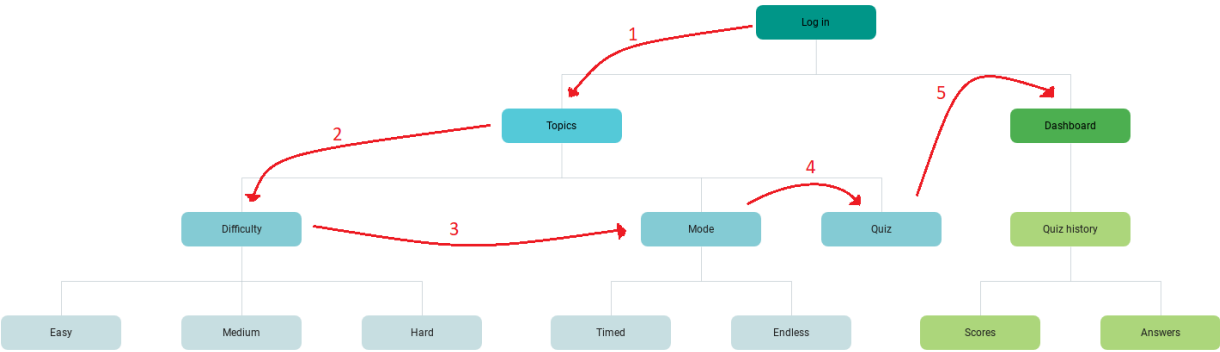 Log in
1
5
Topics
Dashboard
2
4
3
Difficulty
Mode
Quiz
Quiz history
Easy
Medium
Hard
Timed
Endless
Scores
Answers